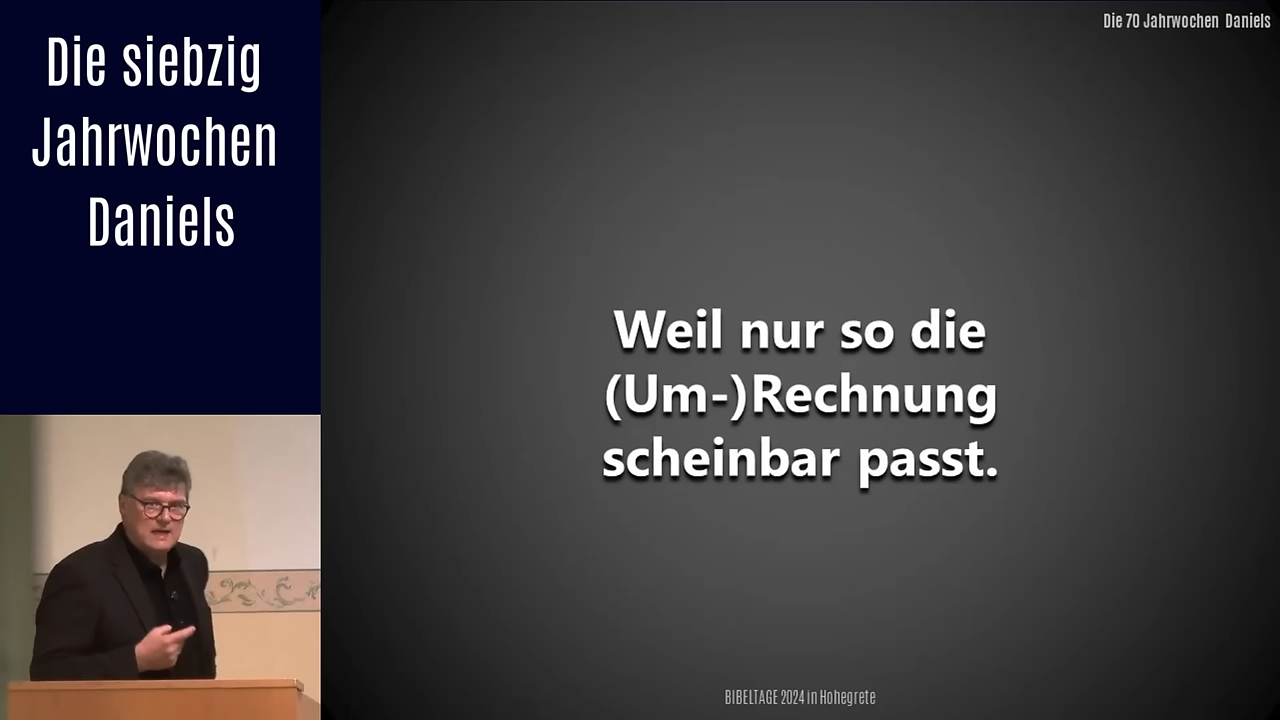 Die siebzig
Jahrwochen
Daniels
Die 70 Jahrwochen Daniels
Weil nur so die
(Um-)Rechnung
scheinbar passt.
BIBELTAGE 2024 in Hohegrete